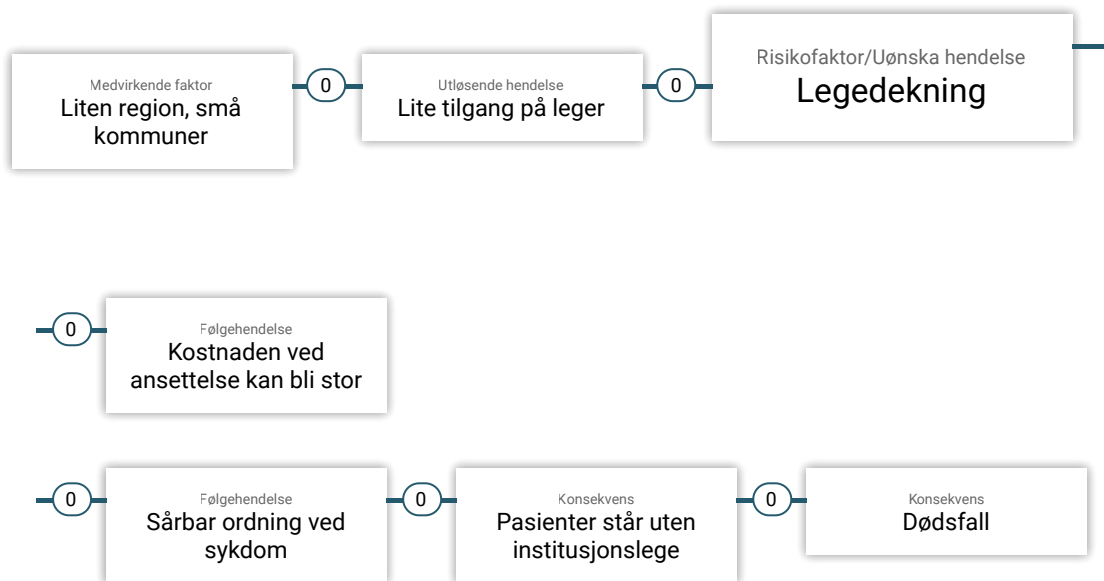 Medvirkende faktor
Liten region, små
kommuner
0
Utløsende hendelse
Lite tilgang på leger
0
Risikofaktor/Uønska hendelse
Legedekning
0
Følgehendelse
Kostnaden ved
ansettelse kan bli stor
0
Følgehendelse
Sårbar ordning ved
sykdom
0
Konsekvens
Pasienter står uten
institusjonslege
0
Konsekvens
Dødsfall